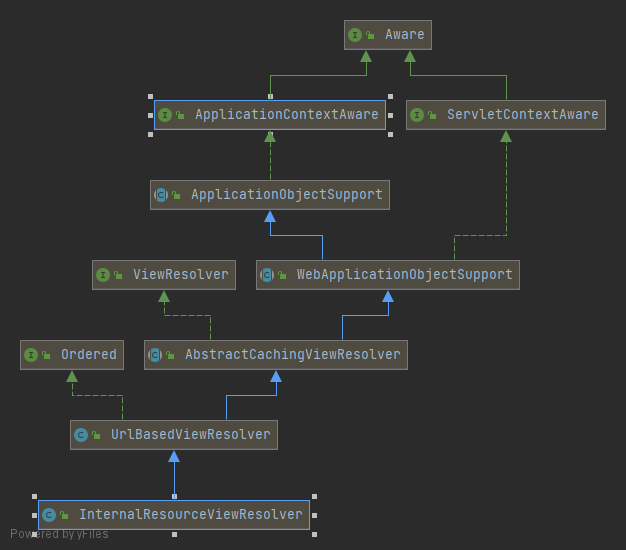 Aware
ApplicationContextAware
ServletContextAware
ApplicationObjectSupport
ViewResolver
WebApplicationObjectSupport
Ordered
AbstractCachingViewResolver
UrlBasedViewResolver
InternalResourceViewResolver
Powered by yFiles